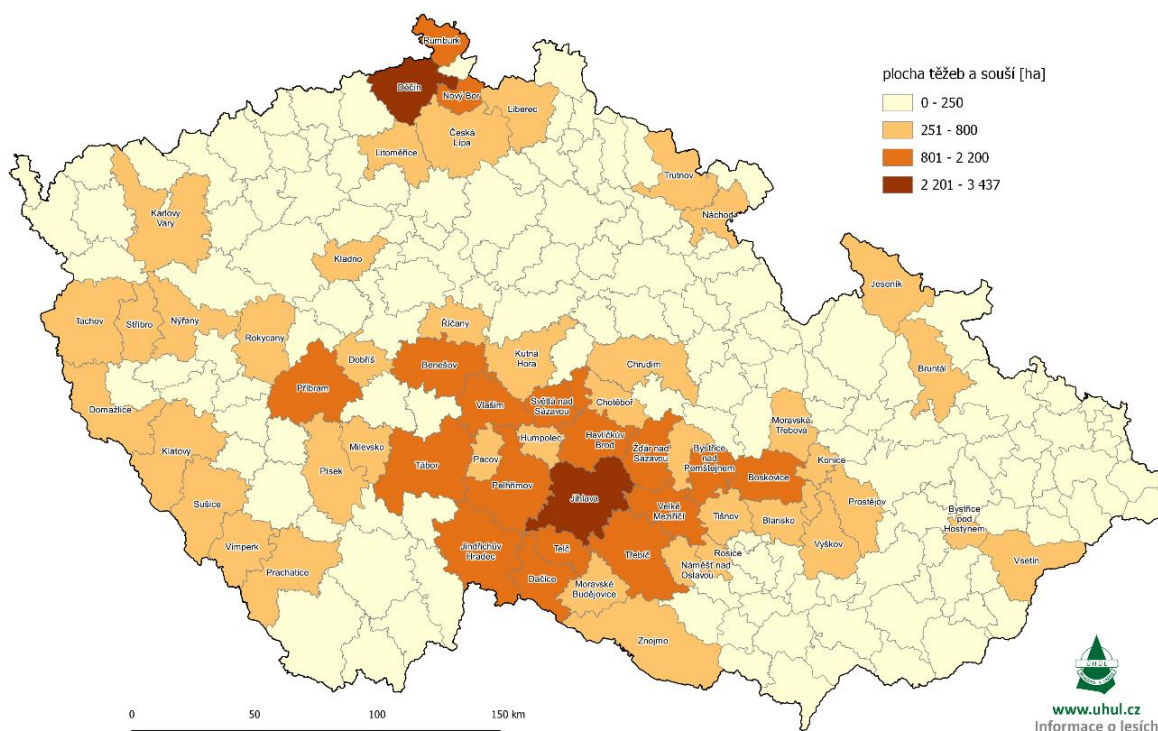 Rumburk
plocha těžeb a souší [ha]
Děčín
0 - 250
Nový Bor
Liberec
251 - 800
Česká
Lípa
801 - 2 200
Litoměřice
2 201 - 3 437
Trutnov
Karlovy
Vary
Náchod
Kladno
Jeseník
Tachov
Stříbro
Nýřany
Rokycany
Říčany
Dobříš
Benešov
Kutná
Hora
Chrudim
Bruntál
Příbram
Vlašim
Světlá nad
Sázavou
Chotěboř
Domažlice
Moravská
Třebová
Klatovy
Písek
Milevsko
Tábor
Pacov
Humpolec
Havlíčkův
Brod
Žďár nad
Sázavou
Bystřice
nad
Pernštejnem
Boskovice
Konice
Pelhřimov
Jihlava
Sušice
Velké
Meziříčí
Tišnov
Blansko
Prostějov
Bystřice
pod
Hostýnem
Vimperk
Prachatice
Jindřichův
Hradec
Telč
Třebíč
Rosice
Náměšť nad
Oslavou
Vyškov
Vsetín
Dačice
Moravské
Budějovice
Znojmo
ÚHÚL
www.uhul.cz
Informace o lesích
0 50 100 150 km